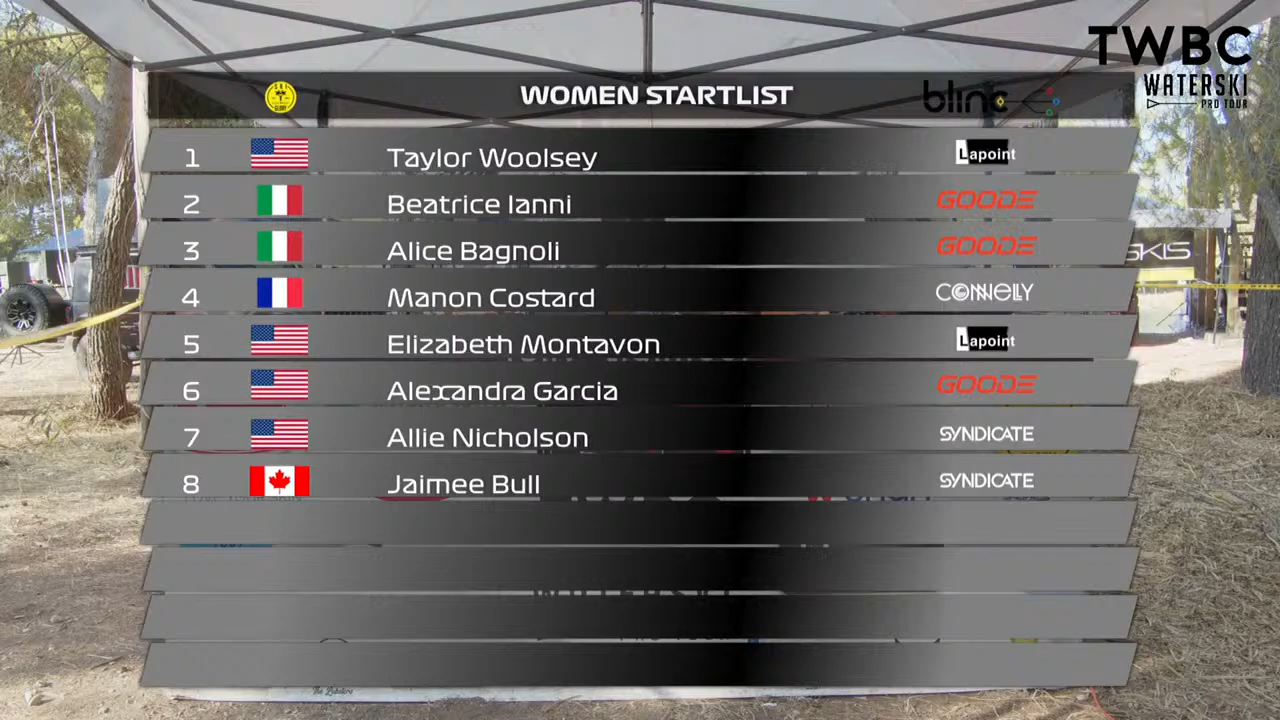 TWBC
WATERSKI
PRO TOUR
SKI
GLORY
WOMEN STARTLIST
blinc
1 Taylor Woolsey Lapoint
2 Beatrice Ianni GOODE
3 Alice Bagnoli GOODE
SKIS
4 Manon Costard CONNELLY
5 Elizabeth Montavon Lapoint
6 Alexandra Garcia GOODE
7 Allie Nicholson SYNDICATE
8 Jaimee Bull SYNDICATE